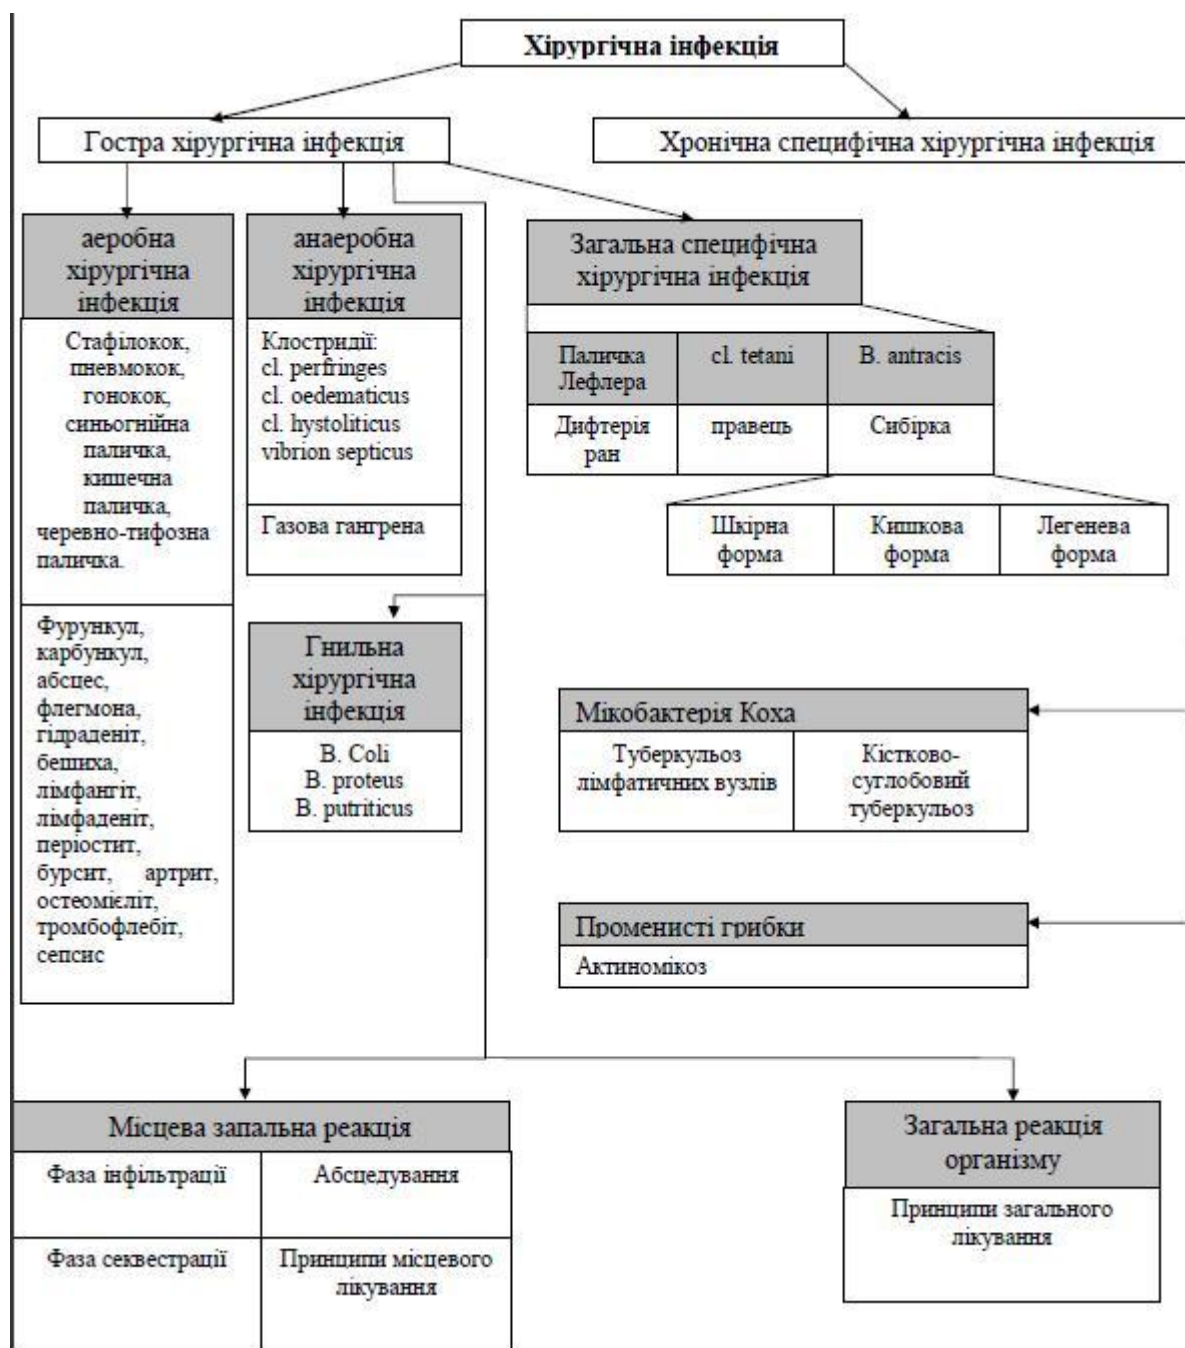 Хірургічна інфекція
Гостра хірургічна інфекція
Хронічна специфічна хірургічна інфекція
аеробна
хірургічна
інфекція
Стафілокок,
пневмокок,
гонокок,
синьогнійна
паличка,
кишечна
паличка,
черевно-тифозна
паличка.
Фурункул,
карбункул,
абсцес,
флегмона,
гідраденіт,
бешиха,
лімфангіт,
лімфаденіт,
періостит,
бурсит, артрит,
остеомієліт,
тромбофлебіт,
сепсис
анаеробна
хірургічна
інфекція
Клостридії:
cl. perfringes
cl. oedematicus
cl. hystoliticus
vibrion septicus
Газова гангрена
Гнильна
хірургічна
інфекція
B. Coli
B. proteus
B. putriticus
Загальна специфічна
хірургічна інфекція
Паличка
Лефлера
cl. tetani
B. antracis
Дифтерія
ран
правець
Сибірка
Шкірна
форма
Кишкова
форма
Легенева
форма
Мікобактерія Коха
Туберкульоз
лімфатичних вузлів
Кістково-
суглобовий
туберкульоз
Променисті грибки
Актиномікоз
Місцева запальна реакція
Фаза інфільтрації
Абсцедування
Фаза секвестрації
Принципи місцевого
лікування
Загальна реакція
організму
Принципи загального
лікування